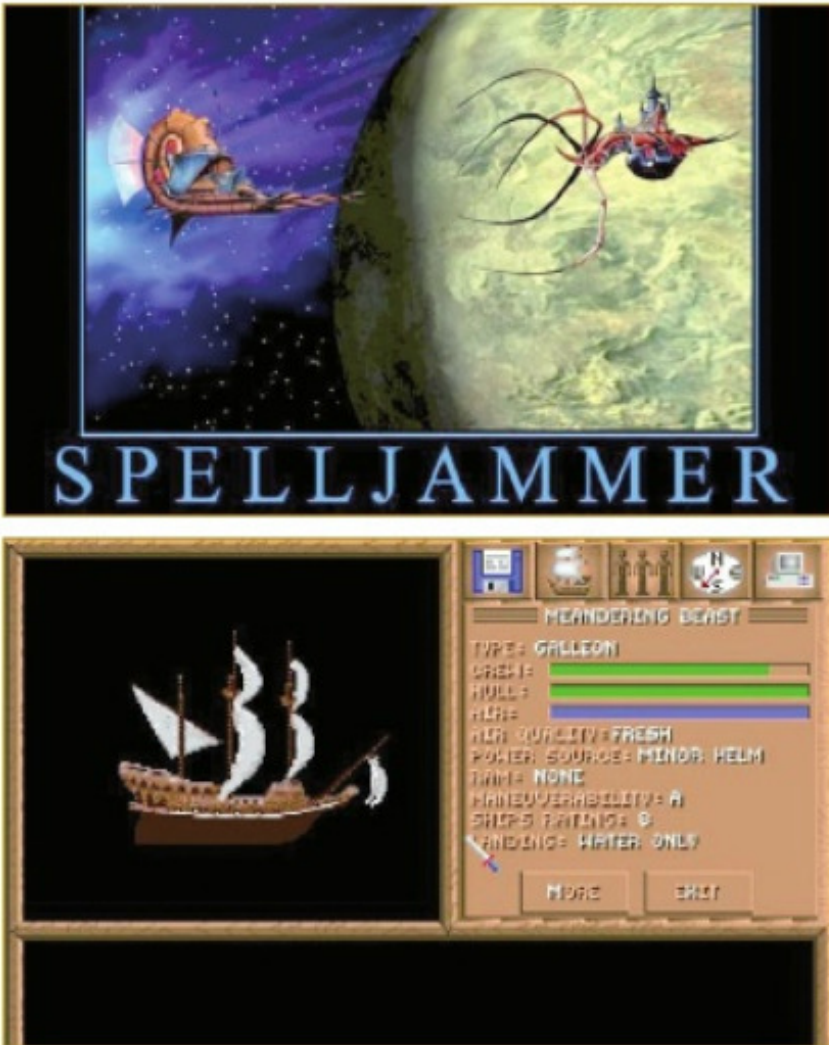 SPELLJAMMER
N
W E
S
MEANDERING BEAST
TYPE: GALLEON
CREW:
HULL:
AIR:
AIR QUALITY: FRESH
POWER SOURCE: MINOR HELM
RAM: NONE
MANEUVERABILITY: A
SHIPS RATING: 8
LANDING: WATER ONLY
MORE EXIT